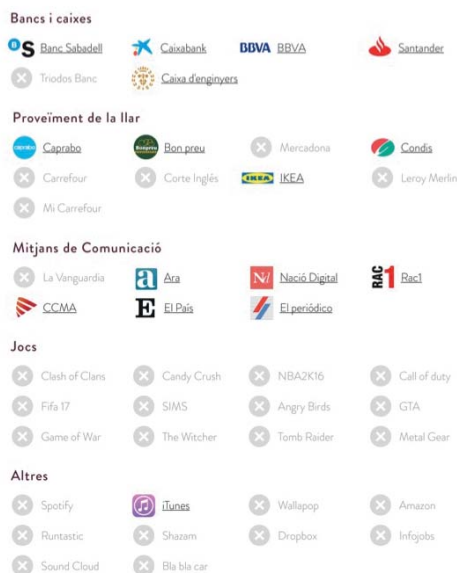 Bancs i caixes
B S Banc Sabadell Caixabank BBVA BBVA Santander
Triodos Banc Caixa d'enginyers
Proveïment de la llar
caprabo Caprabo Bonpreu Bon preu Mercadona Condis
Carrefour Corte Inglés IKEA IKEA Leroy Merlin
Mi Carrefour
Mitjans de Comunicació
La Vanguardia a Ara N/ Nació Digital RAC1 Rac1
CCMA E El País El periódico
Jocs
Clash of Clans Candy Crush NBA2K16 Call of duty
Fifa 17 SIMS Angry Birds GTA
Game of War The Witcher Tomb Raider Metal Gear
Altres
Spotify iTunes Wallapop Amazon
Runtastic Shazam Dropbox Infojobs
Sound Cloud Bla bla car